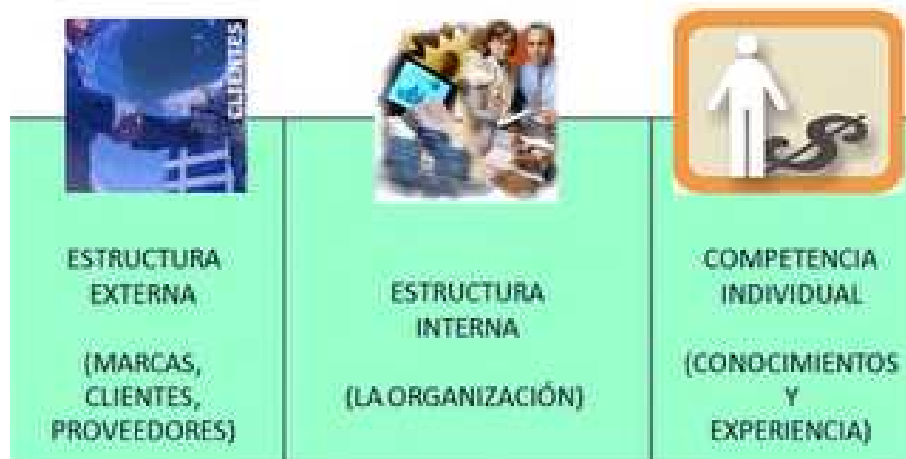 CLIENTES
ESTRUCTURA
EXTERNA
(MARCAS,
CLIENTES,
PROVEEDORES)
ESTRUCTURA
INTERNA
(LA ORGANIZACIÓN)
COMPETENCIA
INDIVIDUAL
(CONOCIMIENTOS
Y
EXPERIENCIA)